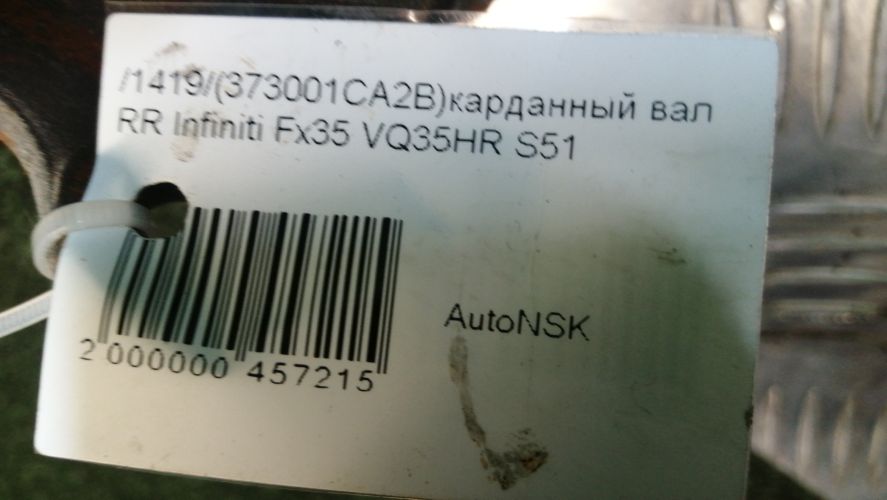 /1419/(373001CA2B)карданный вал
RR Infiniti Fx35 VQ35HR S51
AutoNSK
2 000000 457215